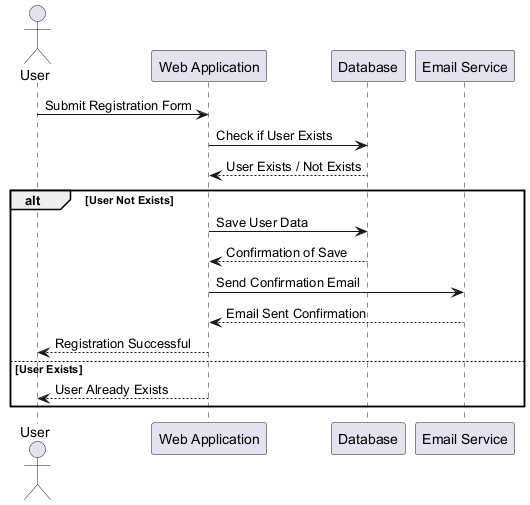 User
Web Application
Database
Email Service
Submit Registration Form
Check if User Exists
User Exists / Not Exists
alt
[User Not Exists]
Save User Data
Confirmation of Save
Send Confirmation Email
Email Sent Confirmation
Registration Successful
[User Exists]
User Already Exists
User
Web Application
Database
Email Service